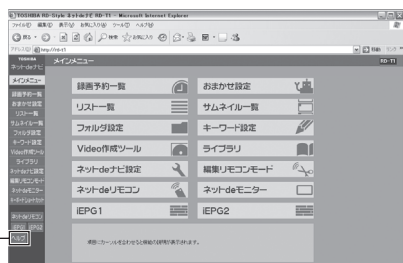 TOSHIBA RD-Style ネットdeナビ RD-T1 - Microsoft Internet Explorer
ファイル(F) 編集(E) 表示(V) お気に入り(A) ツール(T) ヘルプ(H)
戻る 検索 お気に入り
アドレス(D) http://rd-t1 移動 リンク
TOSHIBA
ネットdeナビ
メインメニュー RD-T1
メインメニュー
録画予約一覧
おまかせ設定
リスト一覧
サムネイル一覧
フォルダ設定
キーワード設定
Video作成ツール
ライブラリ
ネットdeナビ設定
編集リモコンモード
ネットdeモニター
ネットdeリモコン
iEPG1 iEPG2
ヘルプ
録画予約一覧 おまかせ設定
リスト一覧 サムネイル一覧
フォルダ設定 キーワード設定
Video作成ツール ライブラリ
ネットdeナビ設定 編集リモコンモード
ネットdeリモコン ネットdeモニター
iEPG1 iEPG2
項目にカーソルを合わせると機能の説明が表示されます。